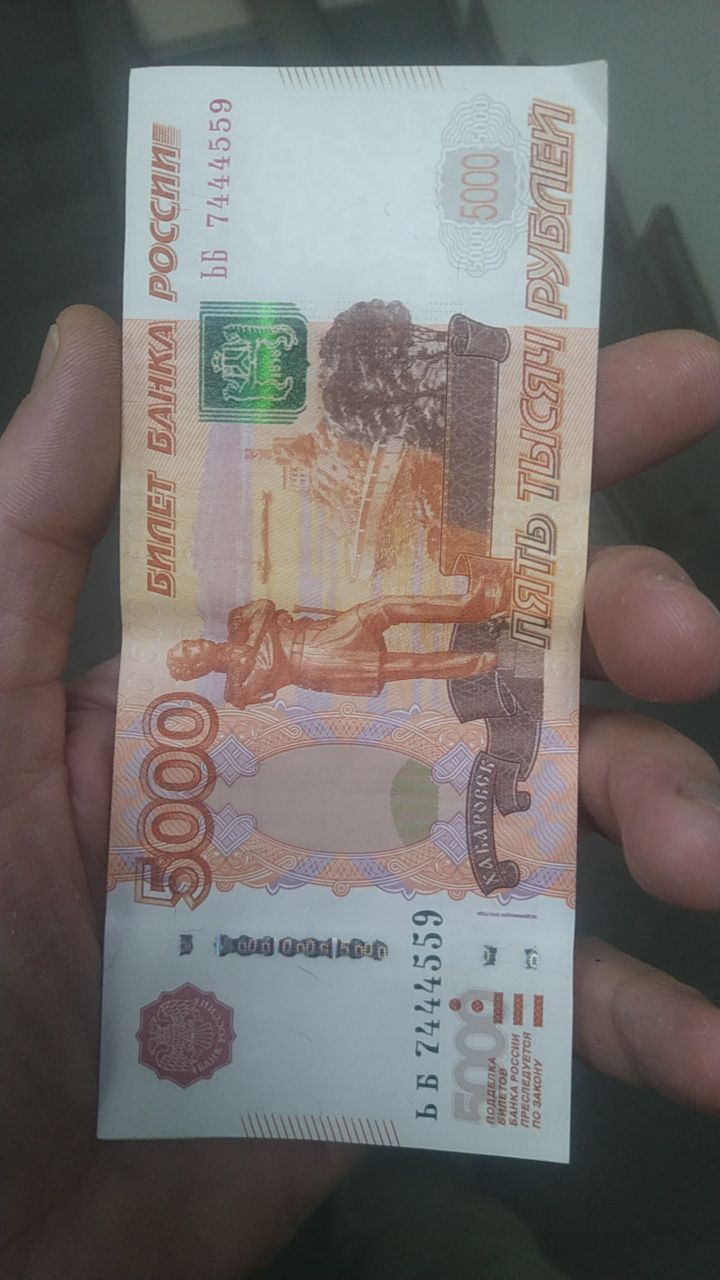 5000
БИЛЕТ БАНКА РОССИИ
БАНК РОССИИ
ЬБ 7444559
1858
ЬБ 7444559
5000
ПОДДЕЛКА
БИЛЕТОВ
БАНКА РОССИИ
ПРЕСЛЕДУЕТСЯ
ПО ЗАКОНУ
ХАБАРОВСК
5000 5000 5000
ПЯТЬ ТЫСЯЧ РУБЛЕЙ